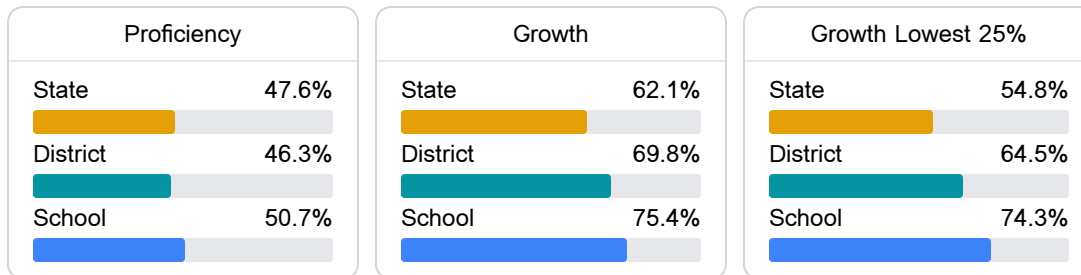 Proficiency
State 47.6%
District 46.3%
School 50.7%
Growth
State 62.1%
District 69.8%
School 75.4%
Growth Lowest 25%
State 54.8%
District 64.5%
School 74.3%